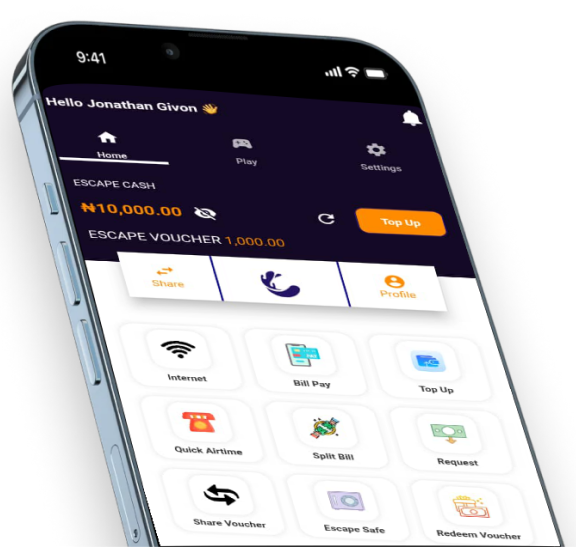 9:41
Hello Jonathan Givon 👋
Home
Play
Settings
ESCAPE CASH
₦10,000.00
Top Up
ESCAPE VOUCHER 1,000.00
Share
Profile
Internet
Bill Pay
Top Up
Quick Airtime
Split Bill
Request
Share Voucher
Escape Safe
Redeem Voucher